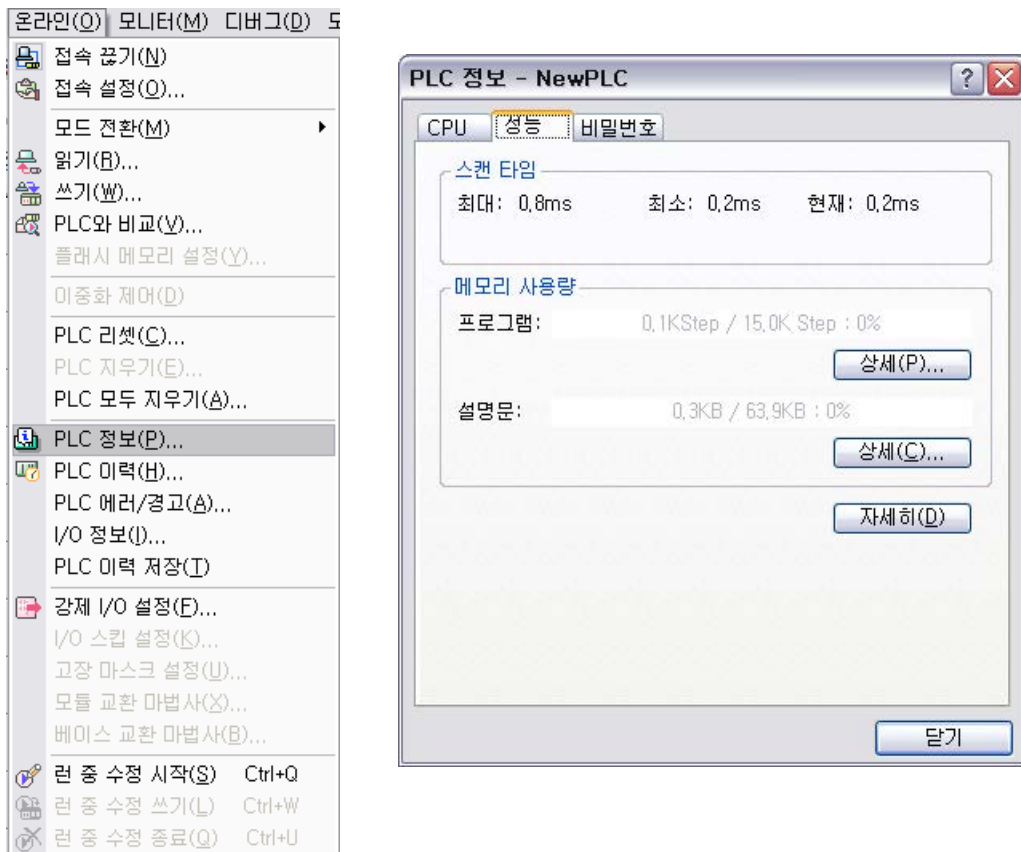 온라인(O) 모니터(M) 디버그(D)
접속 끊기(N)
접속 설정(O)...
모드 전환(M)
읽기(R)...
쓰기(W)...
PLC와 비교(V)...
플래시 메모리 설정(Y)...
이중화 제어(D)
PLC 리셋(C)...
PLC 지우기(E)...
PLC 모두 지우기(A)...
PLC 정보(P)...
PLC 이력(H)...
PLC 에러/경고(A)...
I/O 정보(I)...
PLC 이력 저장(T)
강제 I/O 설정(F)...
I/O 스킵 설정(K)...
고장 마스크 설정(U)...
모듈 교환 마법사(X)...
베이스 교환 마법사(B)...
런 중 수정 시작(S) Ctrl+Q
런 중 수정 쓰기(L) Ctrl+W
런 중 수정 종료(Q) Ctrl+U
PLC 정보 - NewPLC
CPU 성능 비밀번호
스캔 타임
최대: 0,8ms 최소: 0,2ms 현재: 0,2ms
메모리 사용량
프로그램: 0,1KStep / 15,0K Step : 0%
상세(P)...
설명문: 0,3KB / 63,9KB : 0%
상세(C)...
자세히(D)
닫기